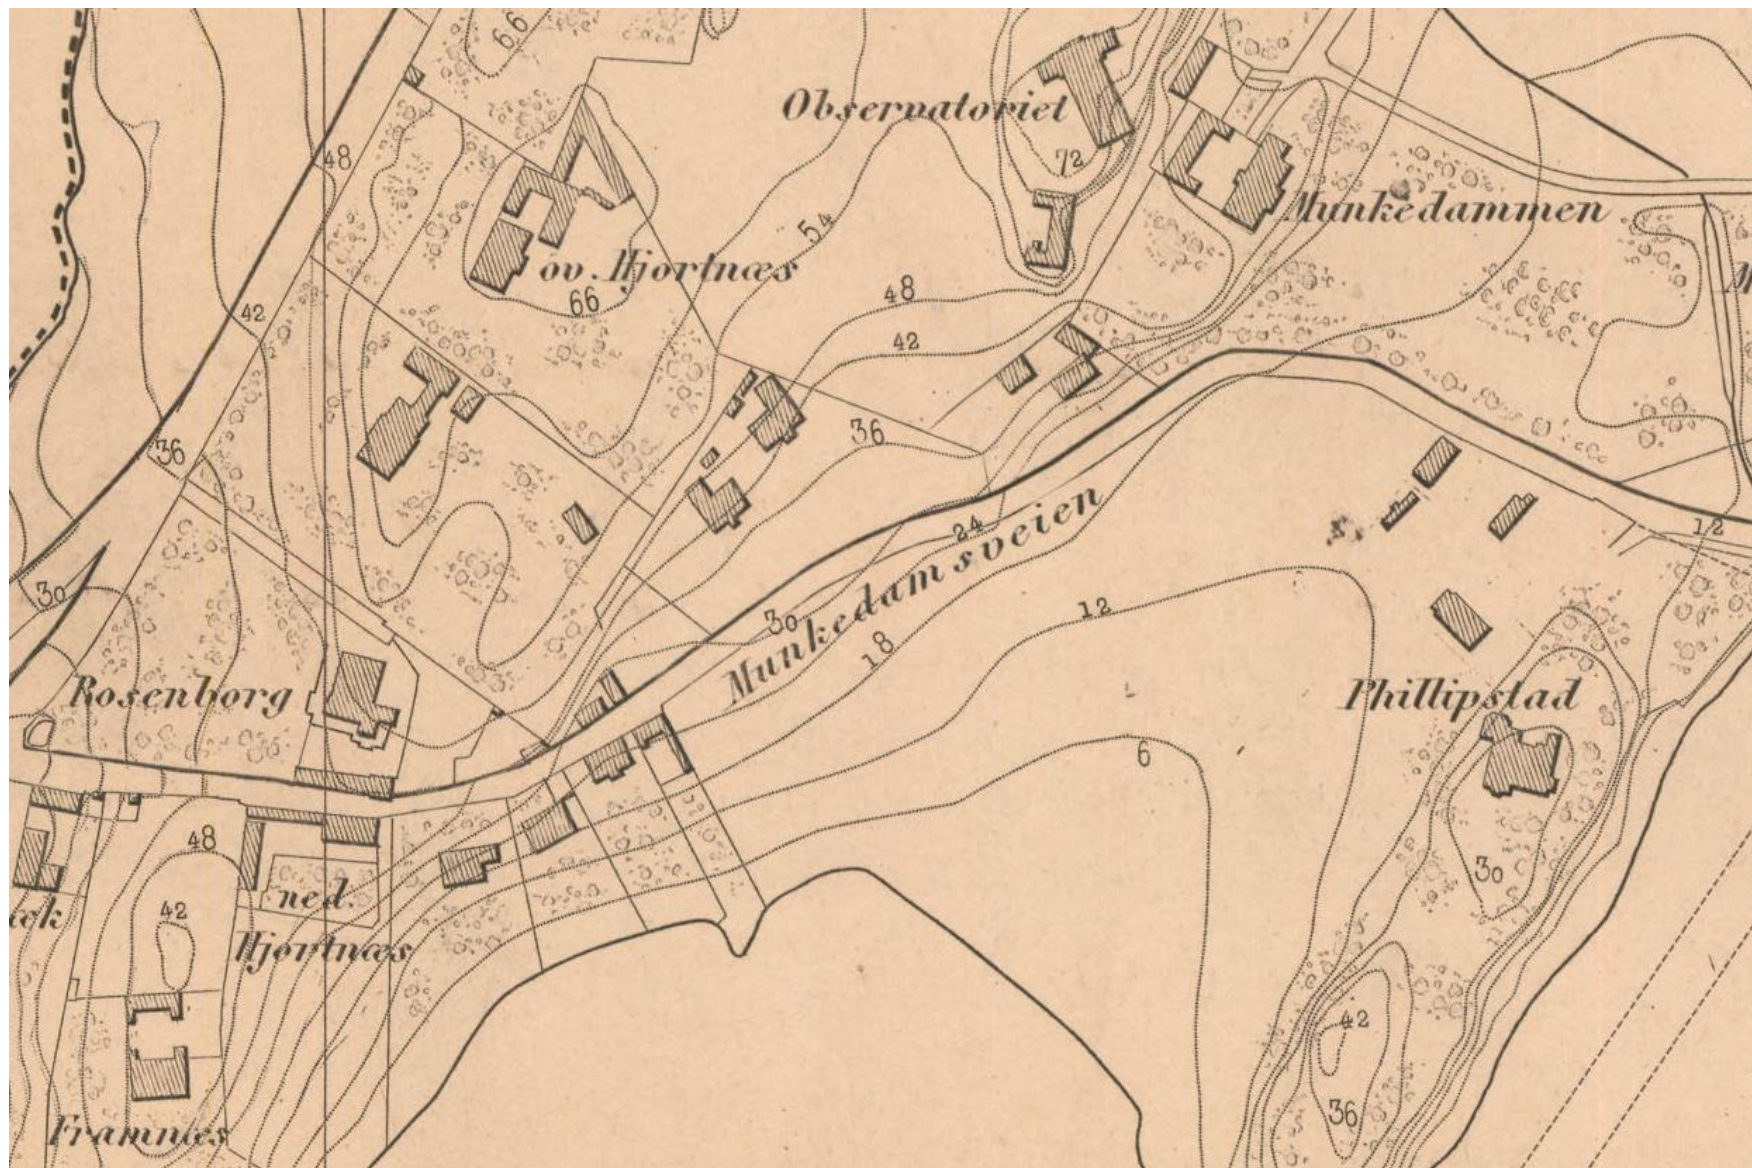 66
Observatoriet
48
72
Munkedammen
54
ov. Hjortnæs
66
48
42
42
36
36
24
12
Munkedamsveien
30
30
18
12
Rosenborg
Phillipstad
6
48
30
ned.
Hjortnæs
42
42
36
Framnæs